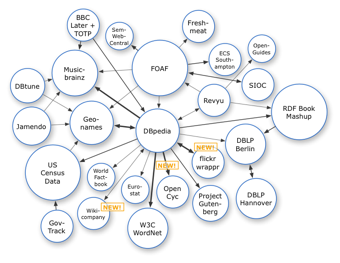 BBC
Later +
TOTP
Sem-
Web-
Central
Fresh-
meat
Open-
Guides
Music-
brainz
FOAF
ECS
South-
ampton
SIOC
DBtune
Revyu
RDF Book
Mashup
Jamendo
Geo-
names
DBpedia
DBLP
Berlin
US
Census
Data
World
Fact-
book
NEW!
flickr
wrappr
NEW!
Euro-
stat
Open
Cyc
Wiki-
company
NEW!
Project
Guten-
berg
DBLP
Hannover
Gov-
Track
W3C
WordNet